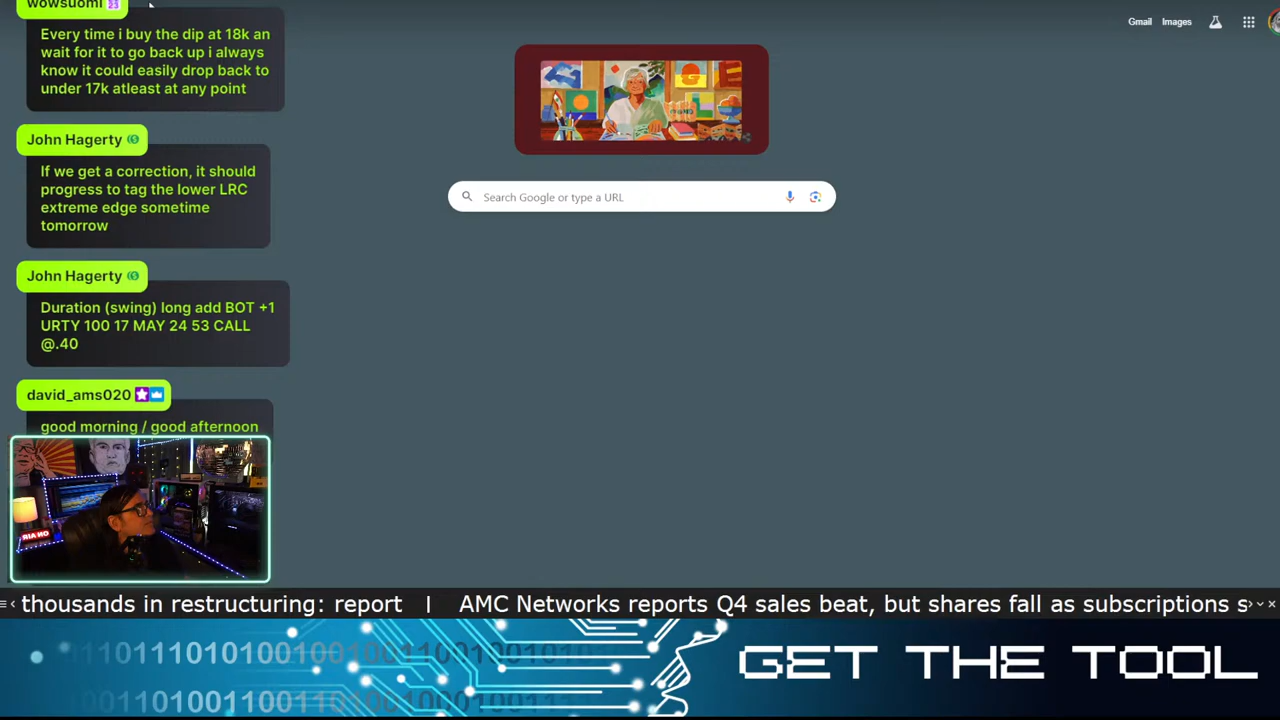 wowsuomi
Every time i buy the dip at 18k an
wait for it to go back up i always
know it could easily drop back to
under 17k atleast at any point
John Hagerty
If we get a correction, it should
progress to tag the lower LRC
extreme edge sometime
tomorrow
John Hagerty
Duration (swing) long add BOT +1
URTY 100 17 MAY 24 53 CALL
@.40
david_ams020
good morning / good afternoon
Gmail Images
Search Google or type a URL
ON AIR
thousands in restructuring: report | AMC Networks reports Q4 sales beat, but shares fall as subscriptions s
GET THE TOOL